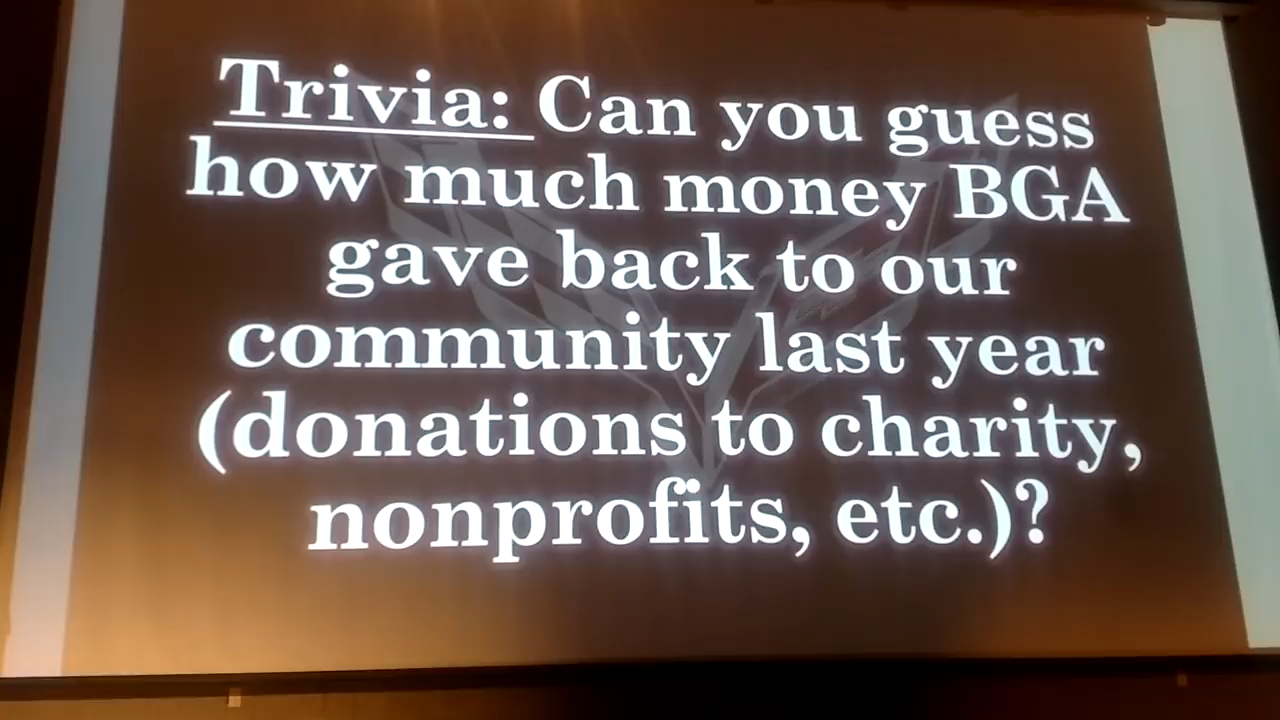 Trivia: Can you guess
how much money BGA
gave back to our
community last year
(donations to charity,
nonprofits, etc.)?